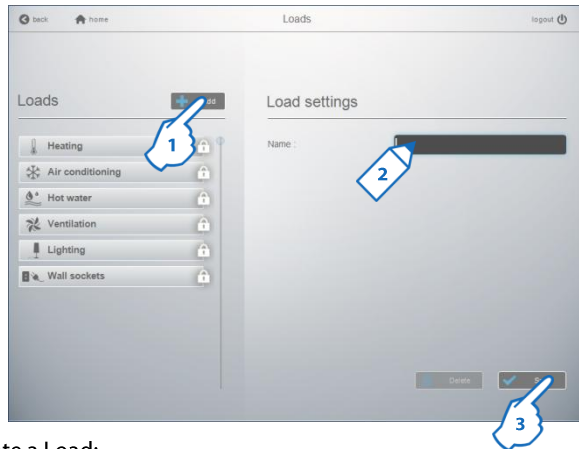 back home Loads logout
Loads
Load settings
1
Heating
Name :
2
Air conditioning
Hot water
Ventilation
Lighting
Wall sockets
Delete
3
a Load: